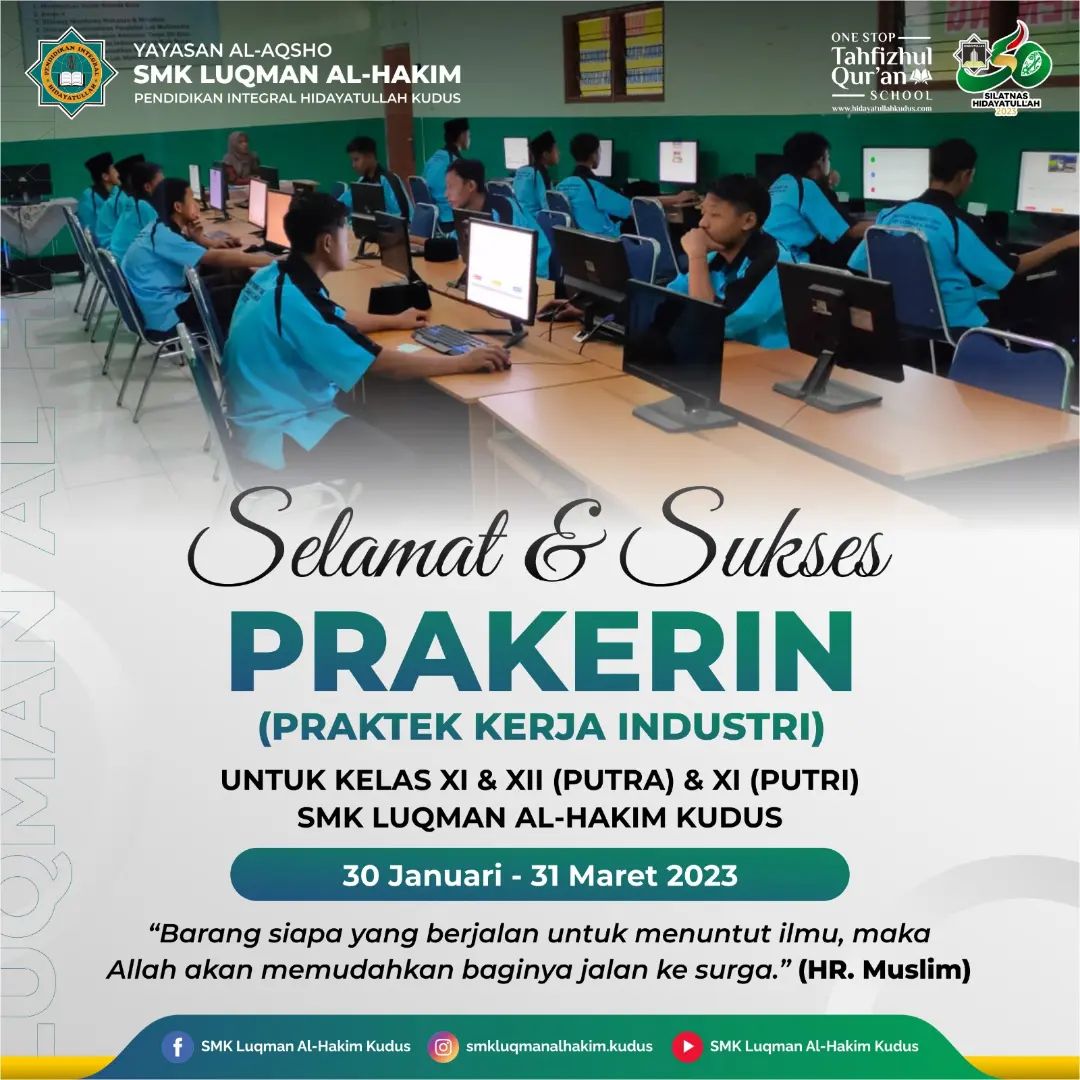 YAYASAN AL-AQSHO
SMK LUQMAN AL-HAKIM
PENDIDIKAN INTEGRAL HIDAYATULLAH KUDUS
PENDIDIKAN INTEGRAL
HIDAYATULLAH
ONE STOP
Tahfizhul
Qur'an
SCHOOL
www.hidayatullahkudus.com
SILATNAS
HIDAYATULLAH
2023
LUQMAN AL H
Selamat & Sukses
PRAKERIN
(PRAKTEK KERJA INDUSTRI)
UNTUK KELAS XI & XII (PUTRA) & XI (PUTRI)
SMK LUQMAN AL-HAKIM KUDUS
30 Januari - 31 Maret 2023
“Barang siapa yang berjalan untuk menuntut ilmu, maka
Allah akan memudahkan baginya jalan ke surga.” (HR. Muslim)
SMK Luqman Al-Hakim Kudus
smkluqmanalhakim.kudus
SMK Luqman Al-Hakim Kudus